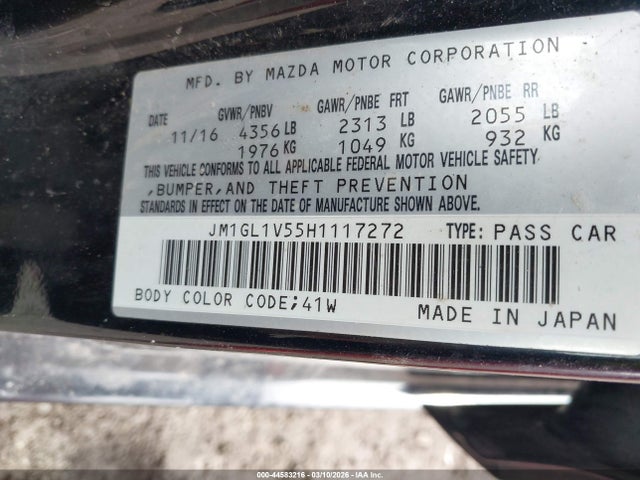 MFD. BY MAZDA MOTOR CORPORATION
DATE GVWR/PNBV GAWR/PNBE FRT GAWR/PNBE RR
11/16 4356 LB 2313 LB 2055 LB
1976 KG 1049 KG 932 KG
THIS VEHICLE CONFORMS TO ALL APPLICABLE FEDERAL MOTOR VEHICLE SAFETY
,BUMPER,AND THEFT PREVENTION
STANDARDS IN EFFECT ON THE DATE OF MANUFACTURE SHOWN ABOVE.
JM1GL1V55H1117272 TYPE: PASS CAR
BODY COLOR CODE;41W MADE IN JAPAN
000-44583216 - 03/10/2026 - IAA Inc.